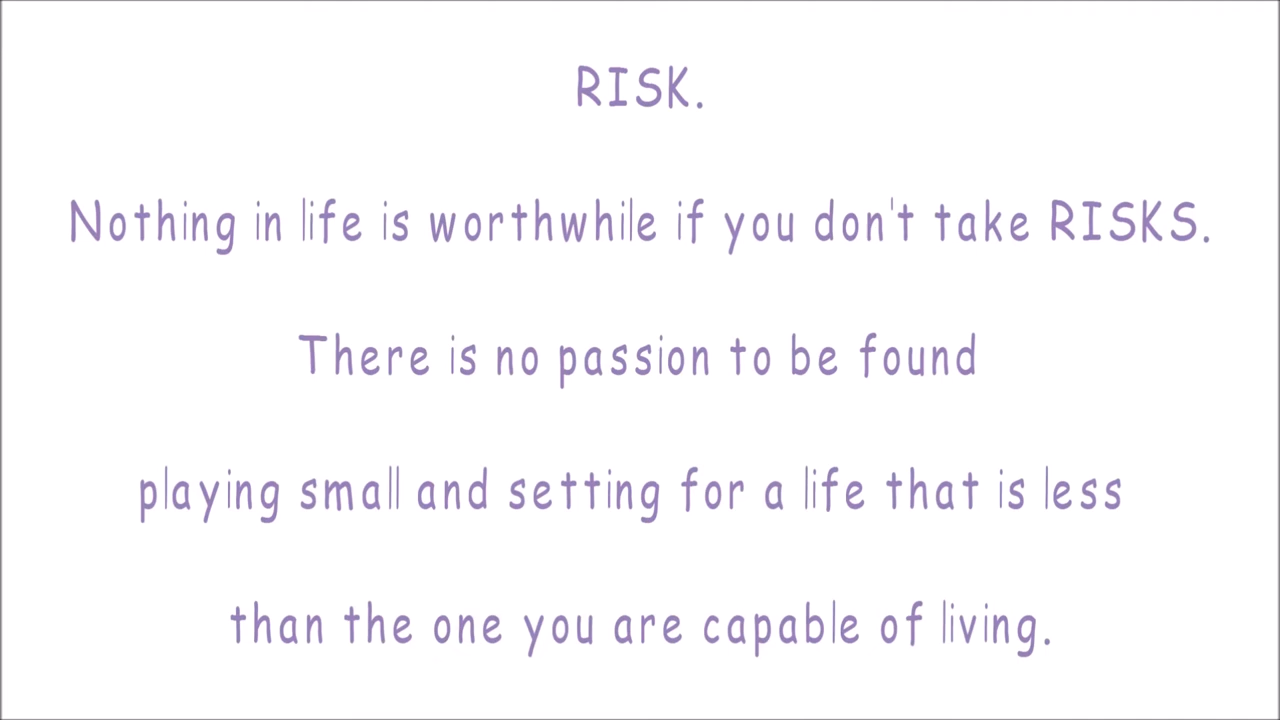 RISK.
Nothing in life is worthwhile if you don't take RISKS.
There is no passion to be found
playing small and setting for a life that is less
than the one you are capable of living.